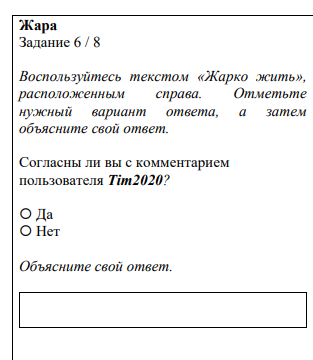 Жара
Задание 6 / 8
Воспользуйтесь текстом «Жарко жить»,
расположенным справа. Отметьте
нужный вариант ответа, а затем
объясните свой ответ.
Согласны ли вы с комментарием
пользователя Tim2020?
Да
Нет
Объясните свой ответ.